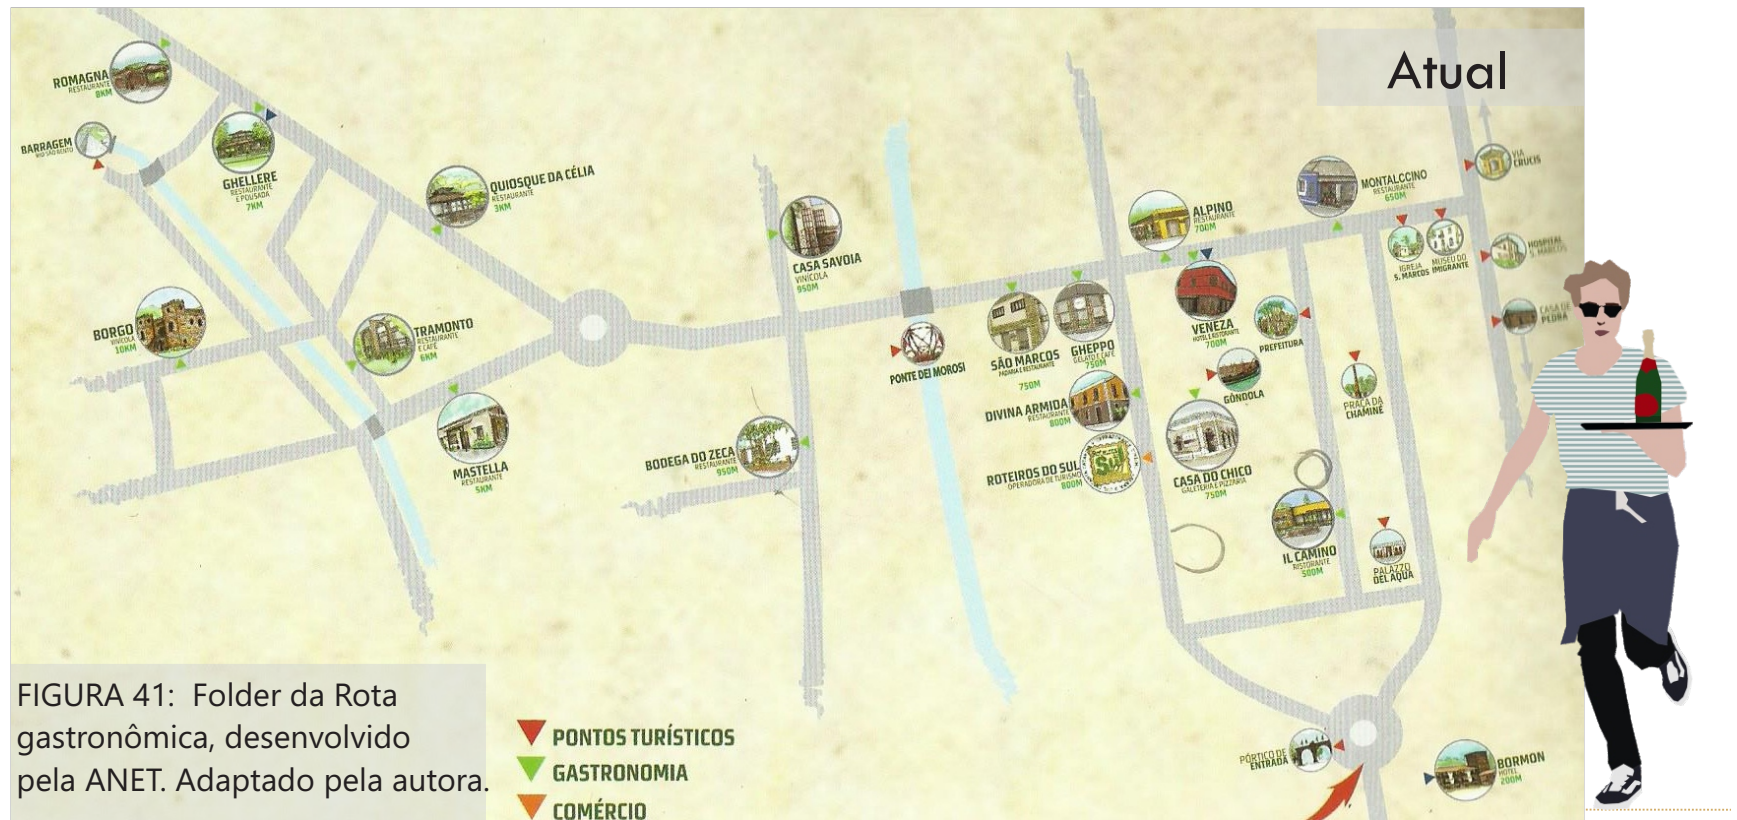 Atual
ROMAGNA
RESTAURANTE
8KM
BARRAGEM
RIO SÃO BENTO
GHELLERE
RESTAURANTE
E POUSADA
7KM
QUIOSQUE DA CÉLIA
RESTAURANTE
3KM
BORGO
VINÍCOLA
10KM
TRAMONTO
RESTAURANTE
E CAFÉ
6KM
MASTELLA
RESTAURANTE
5KM
CASA SAVOIA
VINÍCOLA
950M
BODEGA DO ZECA
RESTAURANTE
950M
PONTE DEI MOROSI
SÃO MARCOS
PADARIA E RESTAURANTE
750M
GHEPPO
GELATO E CAFÉ
750M
DIVINA ARMIDA
RESTAURANTE
800M
Sul
ROTEIROS DO SUL
OPERADORA DE TURISMO
800M
ALPINO
RESTAURANTE
700M
VENEZA
HOTEL E RISTORANTE
700M
PREFEITURA
GÔNDOLA
CASA DO CHICO
GALETERIA E PIZZARIA
750M
IL CAMINO
RISTORANTE
500M
MONTALCCINO
RESTAURANTE
650M
IGREJA
S. MARCOS
MUSEU DO
IMIGRANTE
VIA
CRUCIS
HOSPITAL
S. MARCOS
CASA DE
PEDRA
PRAÇA DA
CHAMINÉ
PALAZZO
DEL AQUA
PÓRTICO DE
ENTRADA
BORMON
HOTEL
200M
FIGURA 41: Folder da Rota
gastronômica, desenvolvido
pela ANET. Adaptado pela autora.
PONTOS TURÍSTICOS
GASTRONOMIA
COMÉRCIO